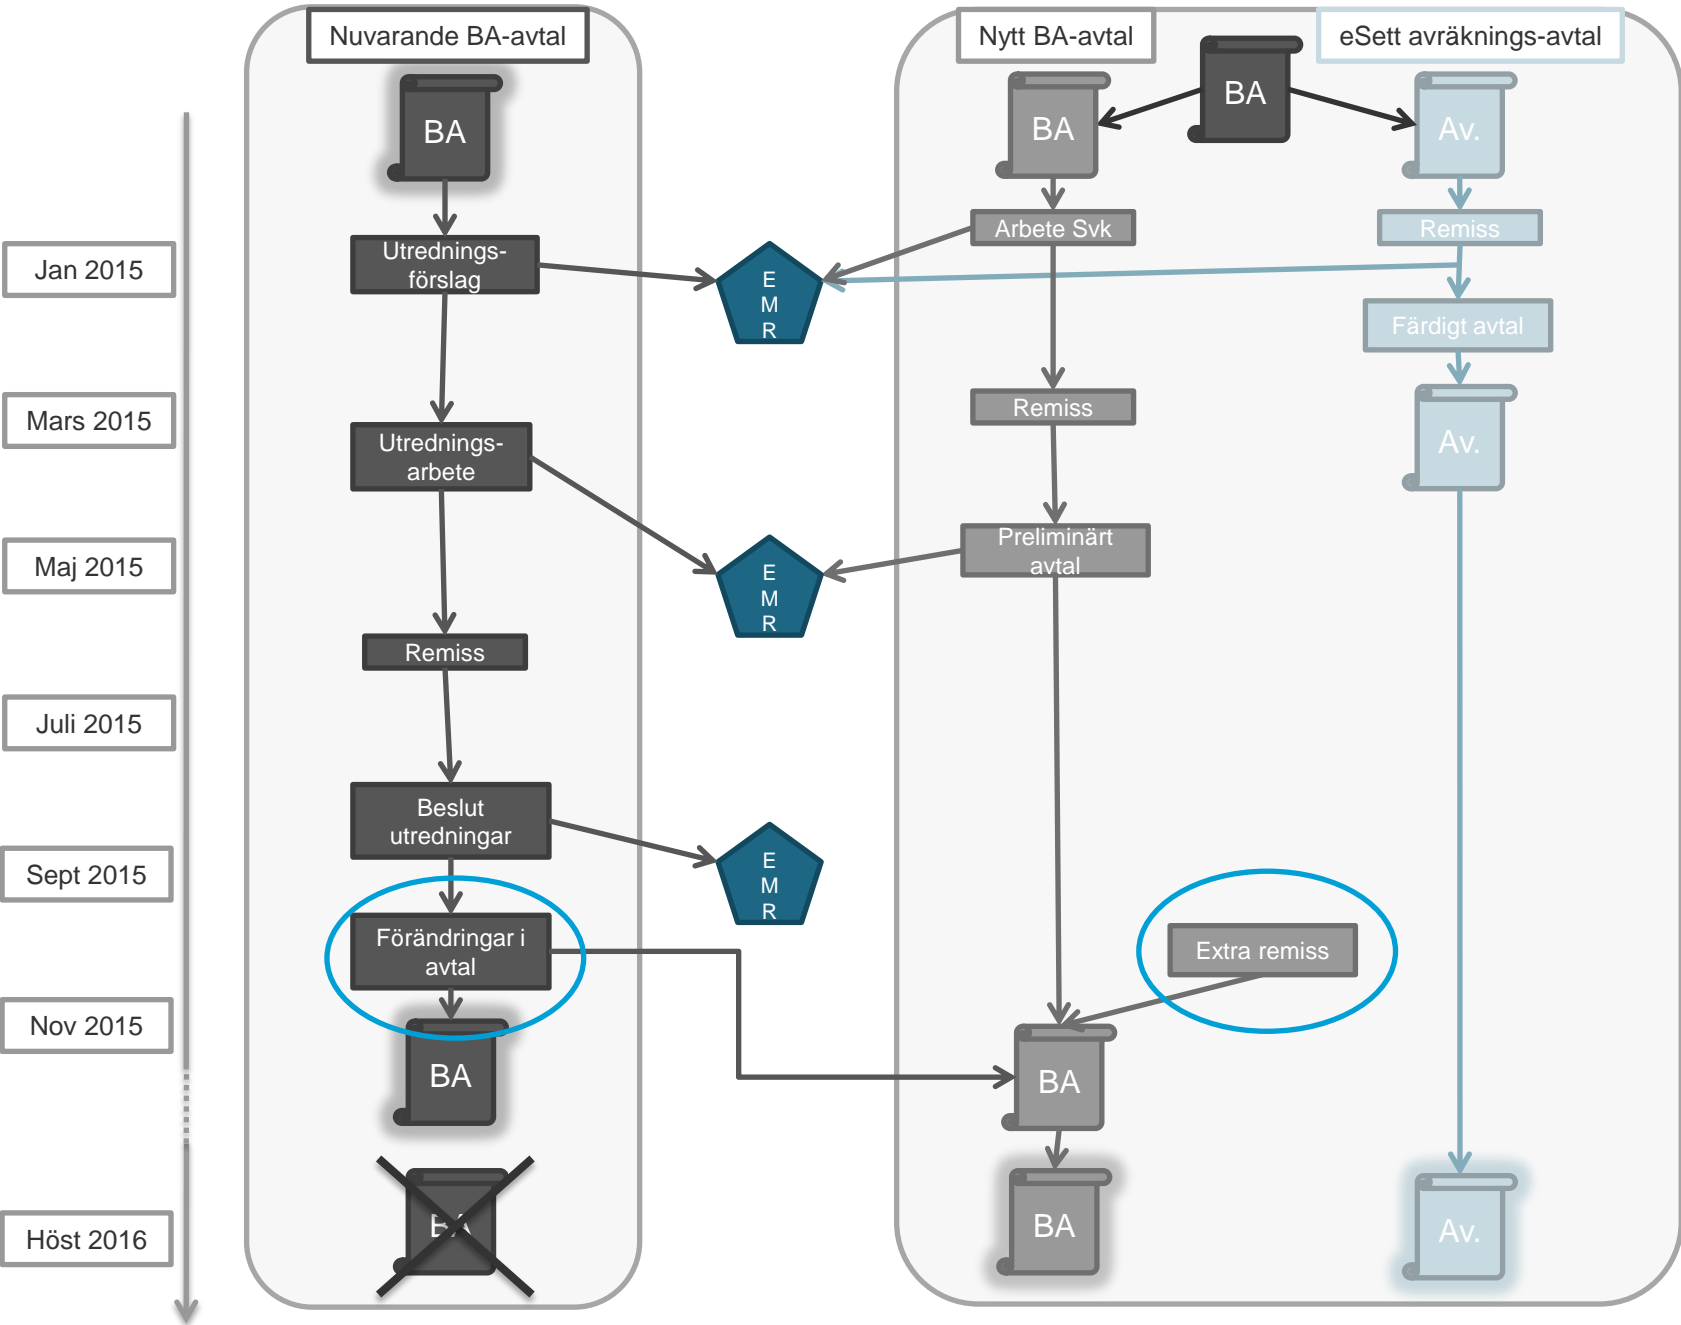 Nuvarande BA-avtal
Nytt BA-avtal
eSett avräknings-avtal
BA
BA
BA
Av.
Jan 2015
Utrednings-
förslag
E
M
R
Arbete Svk
Remiss
Färdigt avtal
Mars 2015
Utrednings-
arbete
Remiss
Av.
Maj 2015
E
M
R
Preliminärt
avtal
Remiss
Juli 2015
Beslut
utredningar
Sept 2015
E
M
R
Förändringar i
avtal
Extra remiss
Nov 2015
BA
BA
Höst 2016
BA
BA
Av.